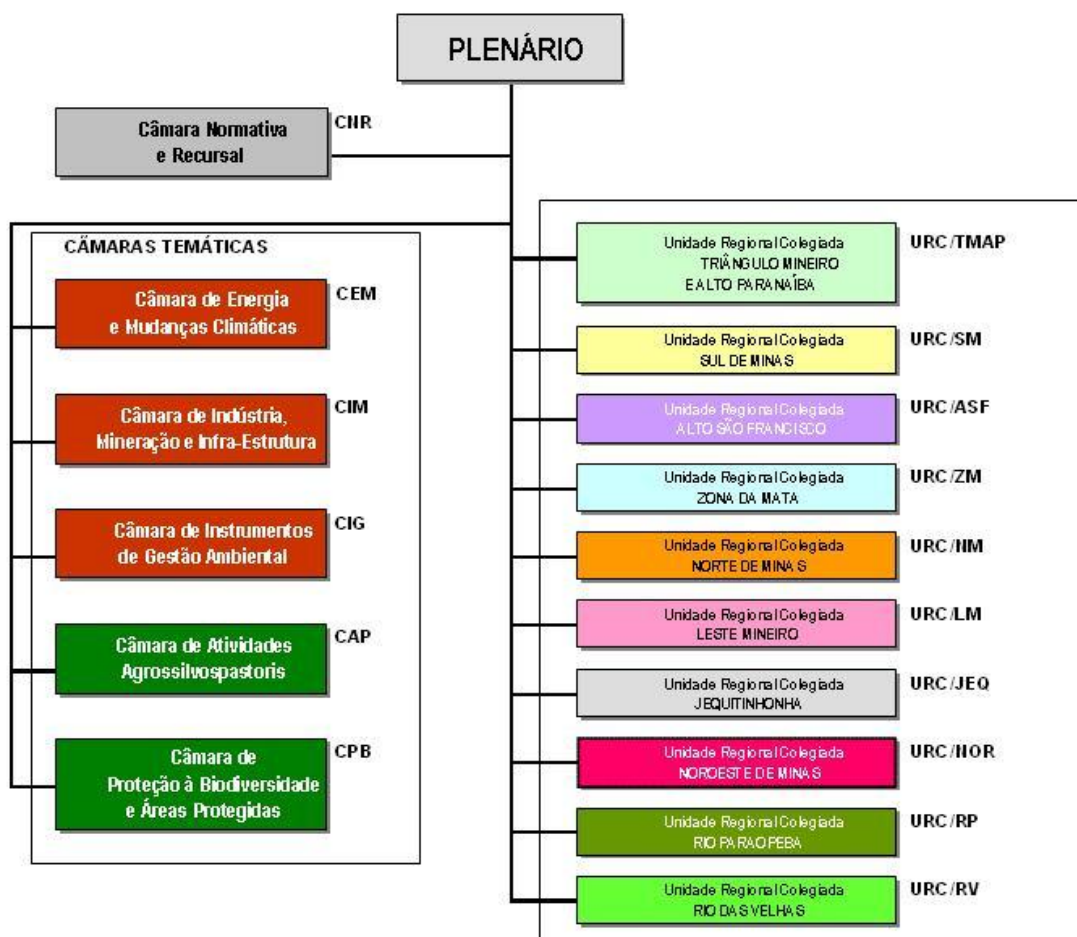 PLENÁRIO
Câmara Normativa
e Recursal
CNR
CÂMARAS TEMÁTICAS
Câmara de Energia
e Mudanças Climáticas
CEM
Câmara de Indústria,
Mineração e Infra-Estrutura
CIM
Câmara de Instrumentos
de Gestão Ambiental
CIG
Câmara de Atividades
Agrossilvospastoris
CAP
Câmara de
Proteção à Biodiversidade
e Áreas Protegidas
CPB
Unidade Regional Colegiada
TRIÂNGULO MINEIRO
E ALTO PARANAÍBA
URC/TMAP
Unidade Regional Colegiada
SUL DE MINAS
URC/SM
Unidade Regional Colegiada
ALTO SÃO FRANCISCO
URC/ASF
Unidade Regional Colegiada
ZONA DA MATA
URC/ZM
Unidade Regional Colegiada
NORTE DE MINAS
URC/NM
Unidade Regional Colegiada
LESTE MINEIRO
URC/LM
Unidade Regional Colegiada
JEQUITINHONHA
URC/JEQ
Unidade Regional Colegiada
NOROESTE DE MINAS
URC/NOR
Unidade Regional Colegiada
RIO PARAOPEBA
URC/RP
Unidade Regional Colegiada
RIO DAS VELHAS
URC/RV